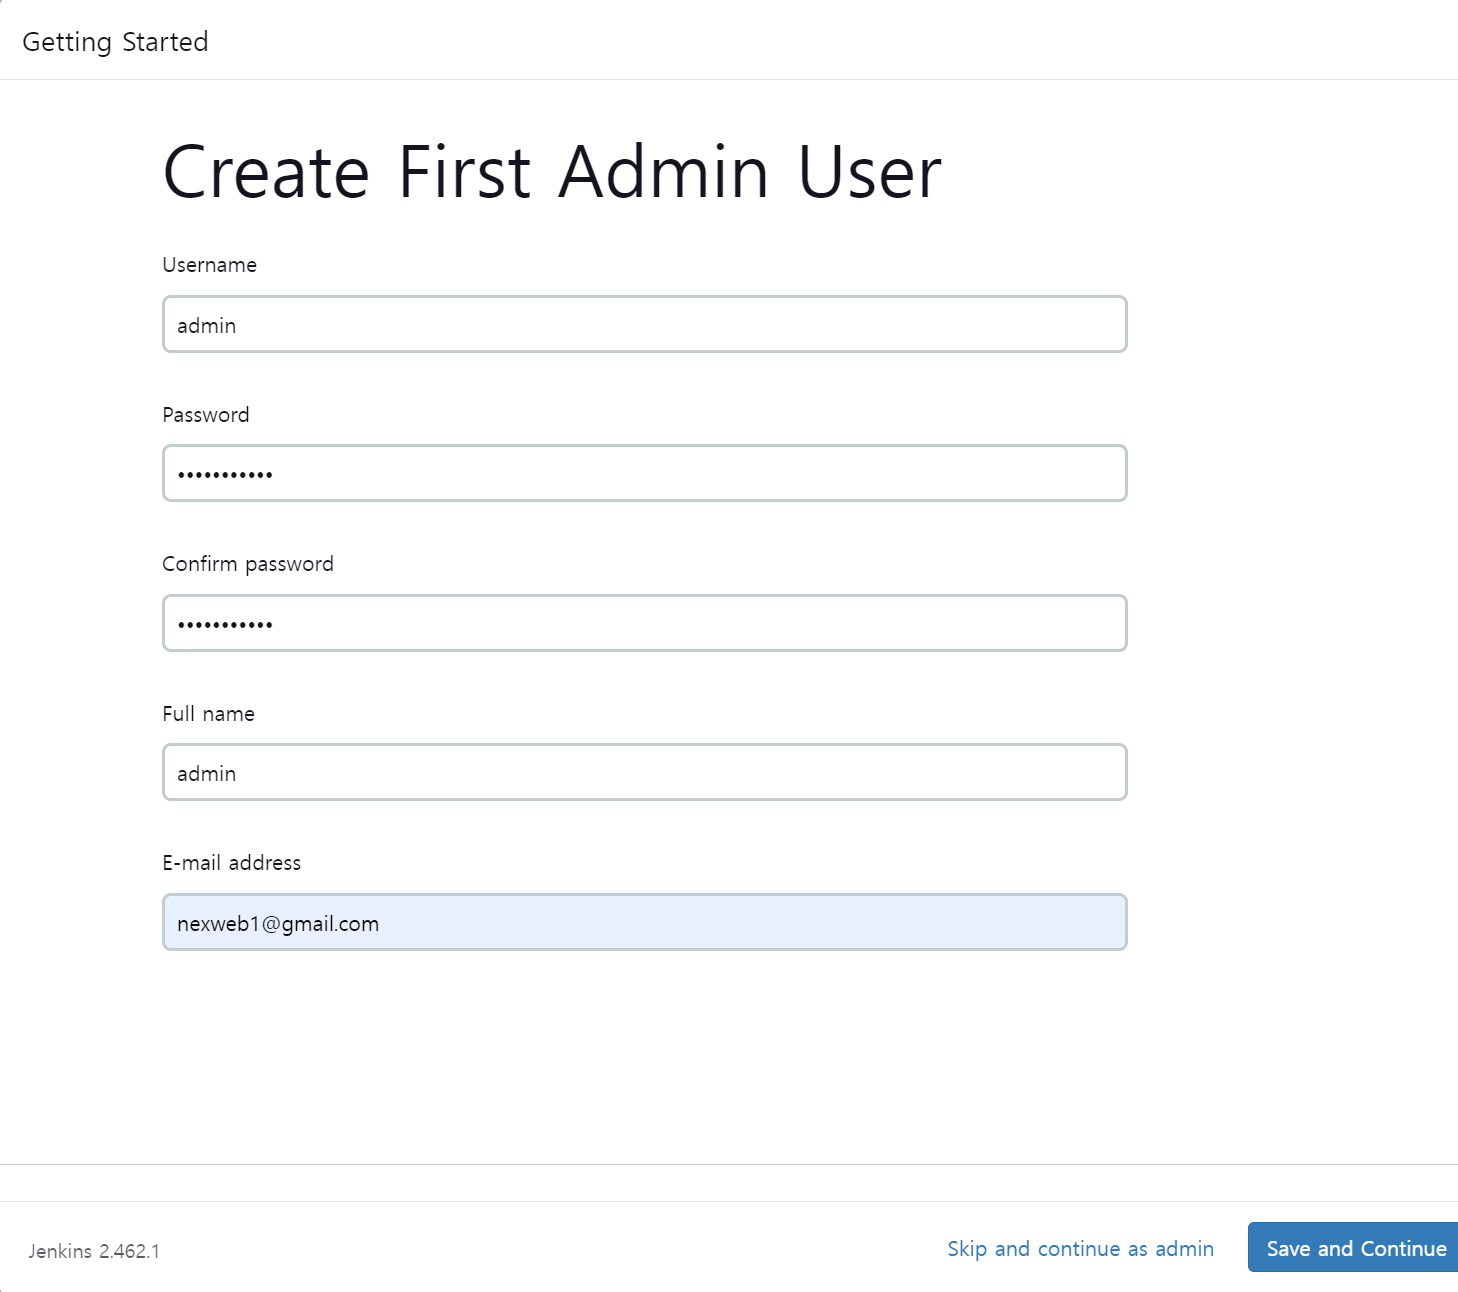 Getting Started
Create First Admin User
Username
admin
Password
•••••••••••
Confirm password
•••••••••••
Full name
admin
E-mail address
nexweb1@gmail.com
Jenkins 2.462.1
Skip and continue as admin
Save and Continue